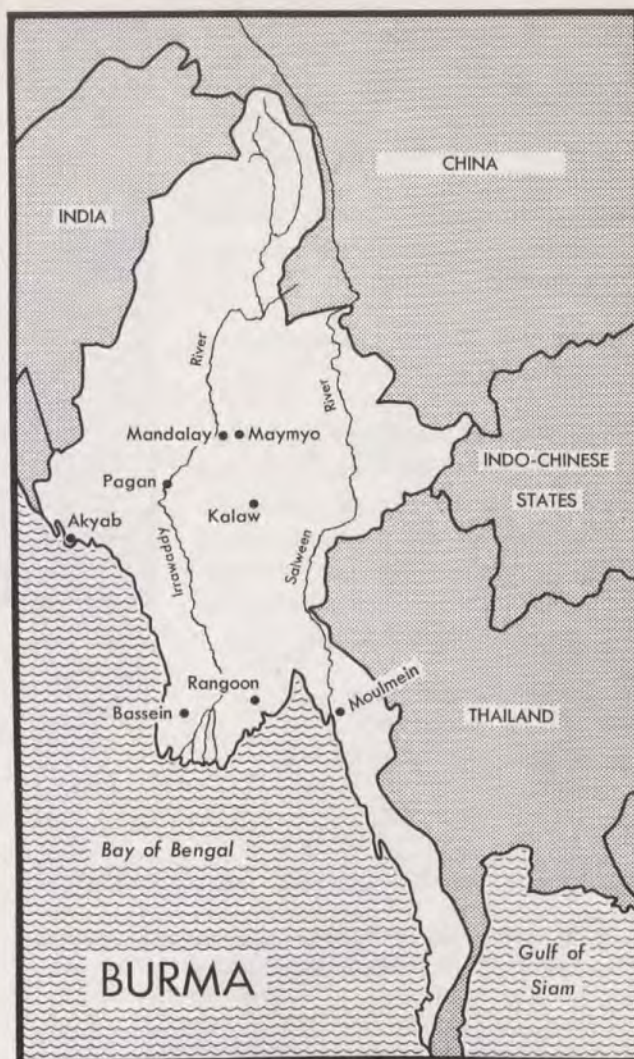 CHINA
INDIA
River
River
Mandalay
Maymyo
INDO-CHINESE
STATES
Pagan
Kalaw
Akyab
Irrawaddy
Salween
Rangoon
Bassein
Moulmein
THAILAND
Bay of Bengal
BURMA
Gulf of
Siam